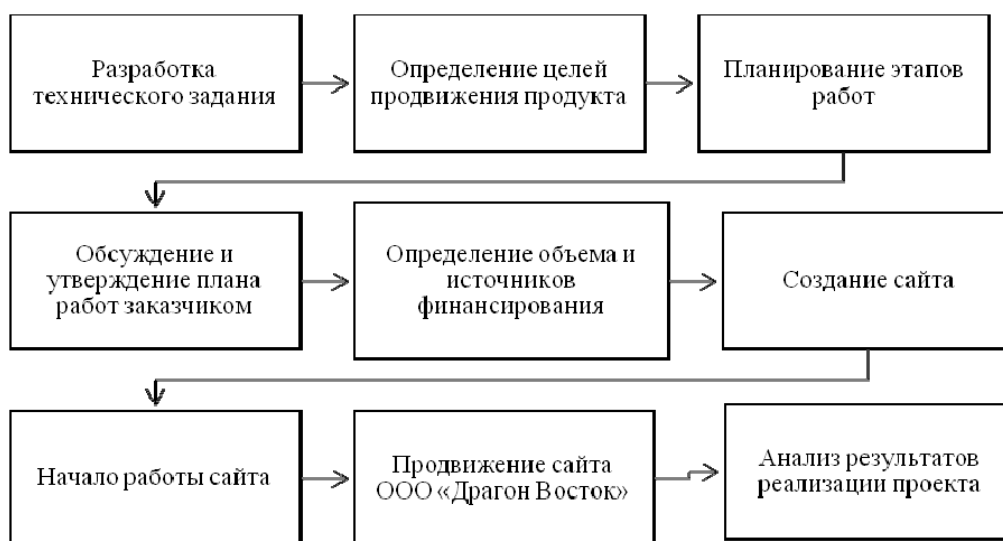 Разработка
технического задания
Определение целей
продвижения продукта
Планирование этапов
работ
Обсуждение и
утверждение плана
работ заказчиком
Определение объема и
источников
финансирования
Создание сайта
Начало работы сайта
Продвижение сайта
ООО «Драгон Восток»
Анализ результатов
реализации проекта